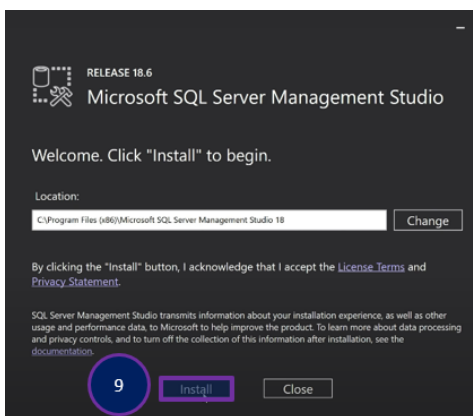 RELEASE 18.6
Microsoft SQL Server Management Studio
Welcome. Click "Install" to begin.
Location:
C:\Program Files (x86)\Microsoft SQL Server Management Studio 18
Change
By clicking the "Install" button, I acknowledge that I accept the License Terms and
Privacy Statement.
SQL Server Management Studio transmits information about your installation experience, as well as other
usage and performance data, to Microsoft to help improve the product. To learn more about data processing
and privacy controls, and to turn off the collection of this information after installation, see the
documentation.
9
Install
Close